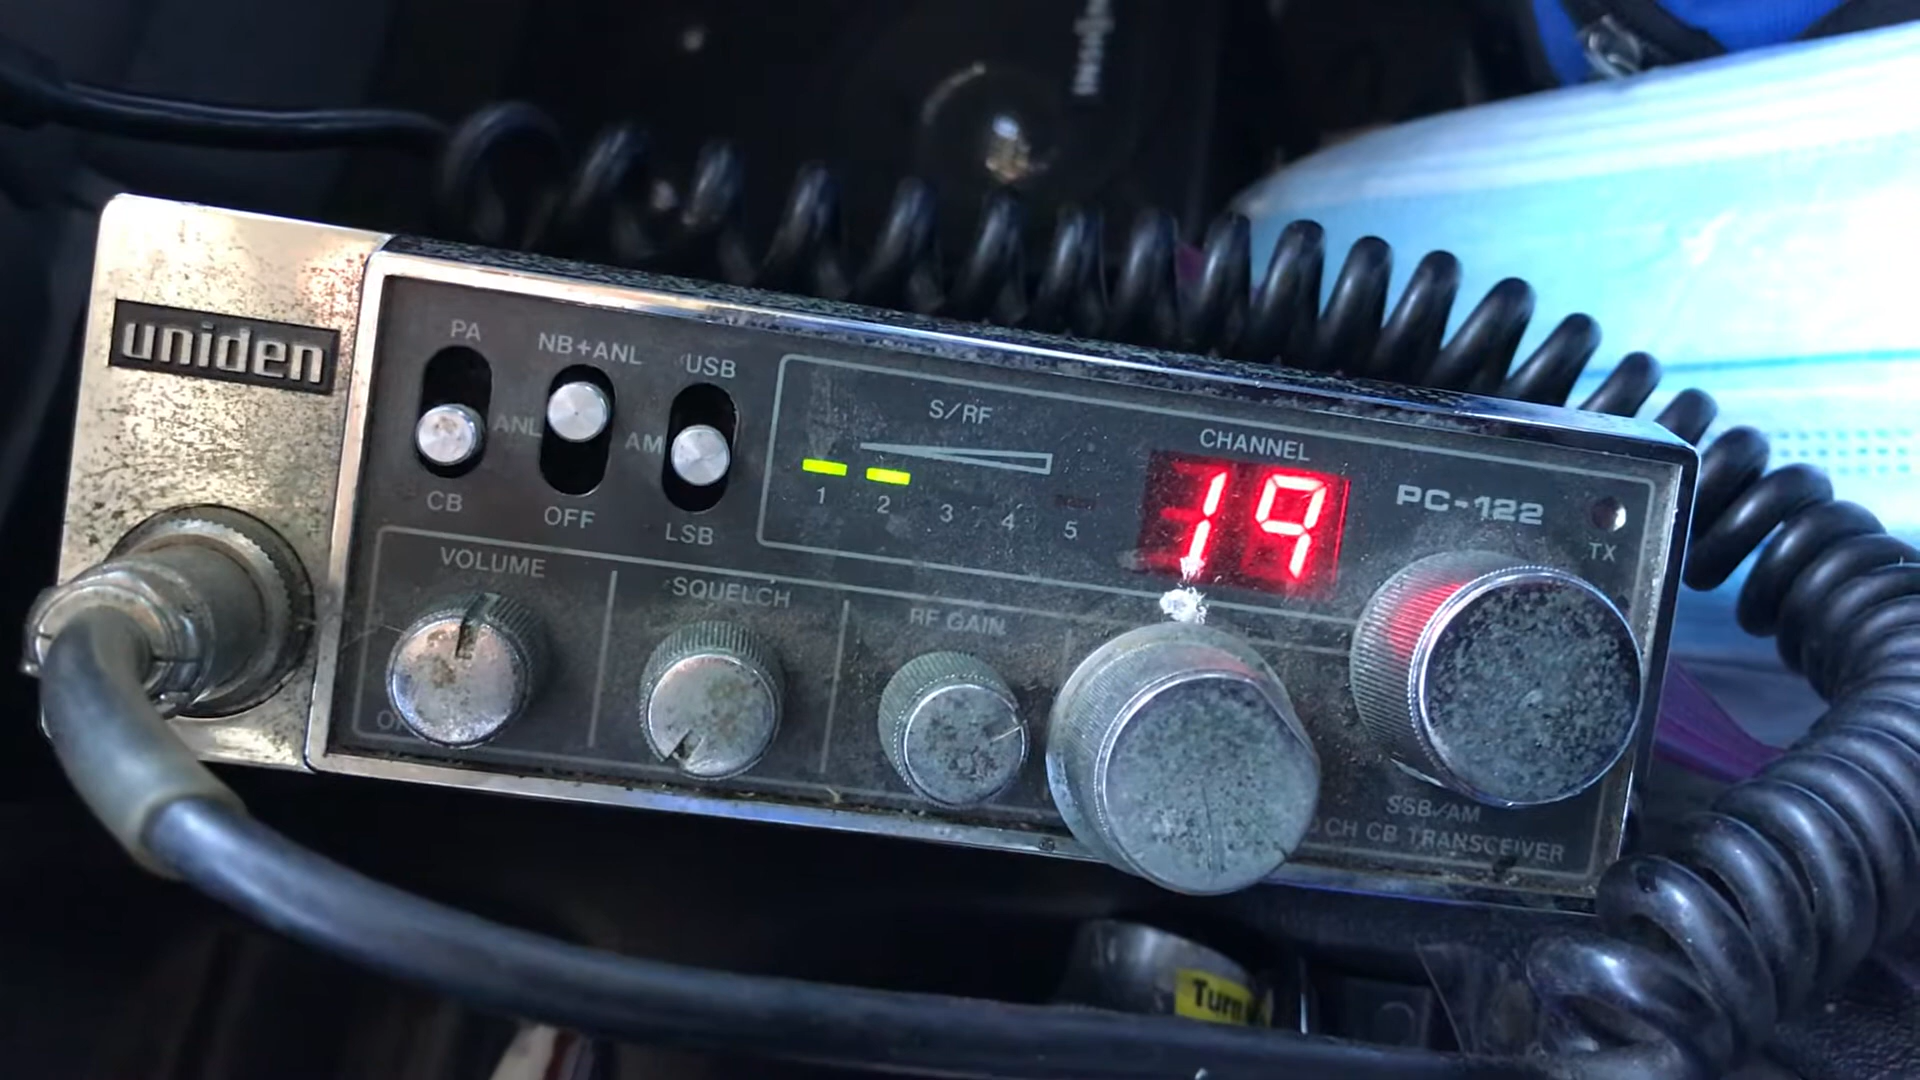 uniden
PA
NB+ANL
USB
ANL
AM
CB
OFF
LSB
S/RF
1 2 3 4 5
CHANNEL
19
PC-122
TX
VOLUME
SQUELCH
RF GAIN
SSB/AM
CH CB TRANSCEIVER
Turn